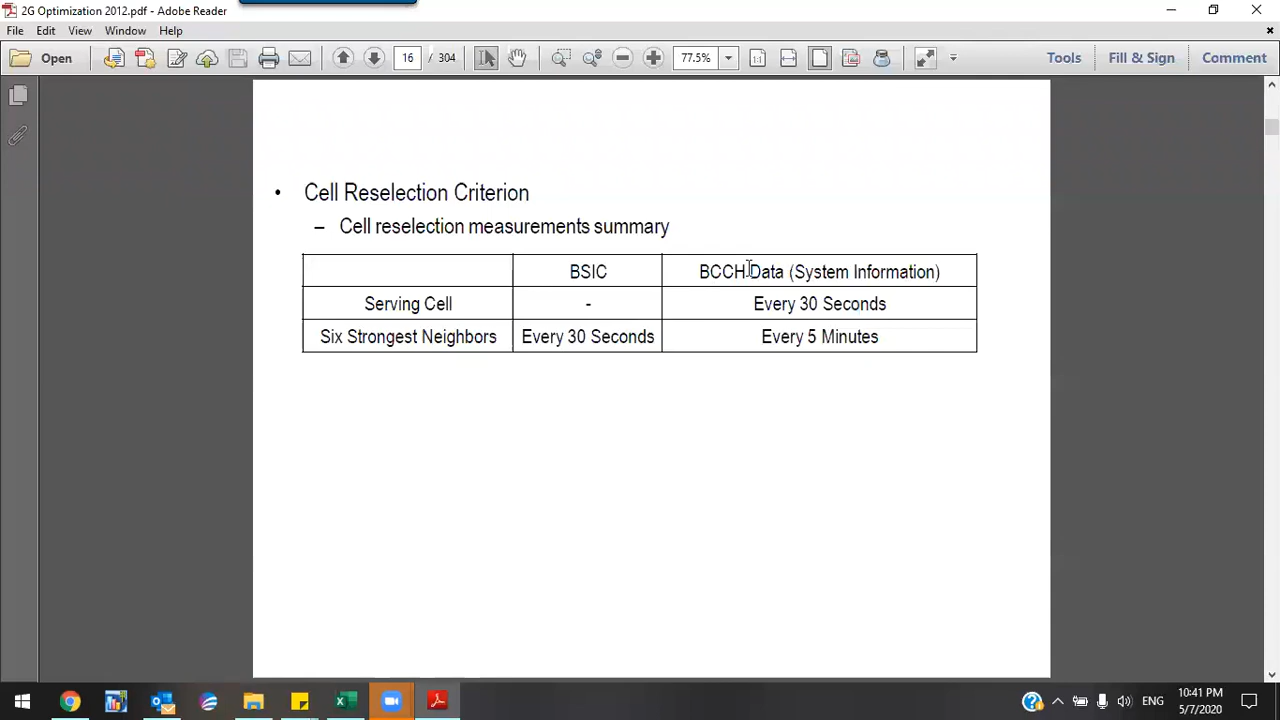 2G Optimization 2012.pdf - Adobe Reader
File Edit View Window Help
Open 16 / 304 77.5% Tools Fill & Sign Comment
• Cell Reselection Criterion
– Cell reselection measurements summary
BSIC BCCH Data (System Information)
Serving Cell - Every 30 Seconds
Six Strongest Neighbors Every 30 Seconds Every 5 Minutes
ENG 10:41 PM
5/7/2020